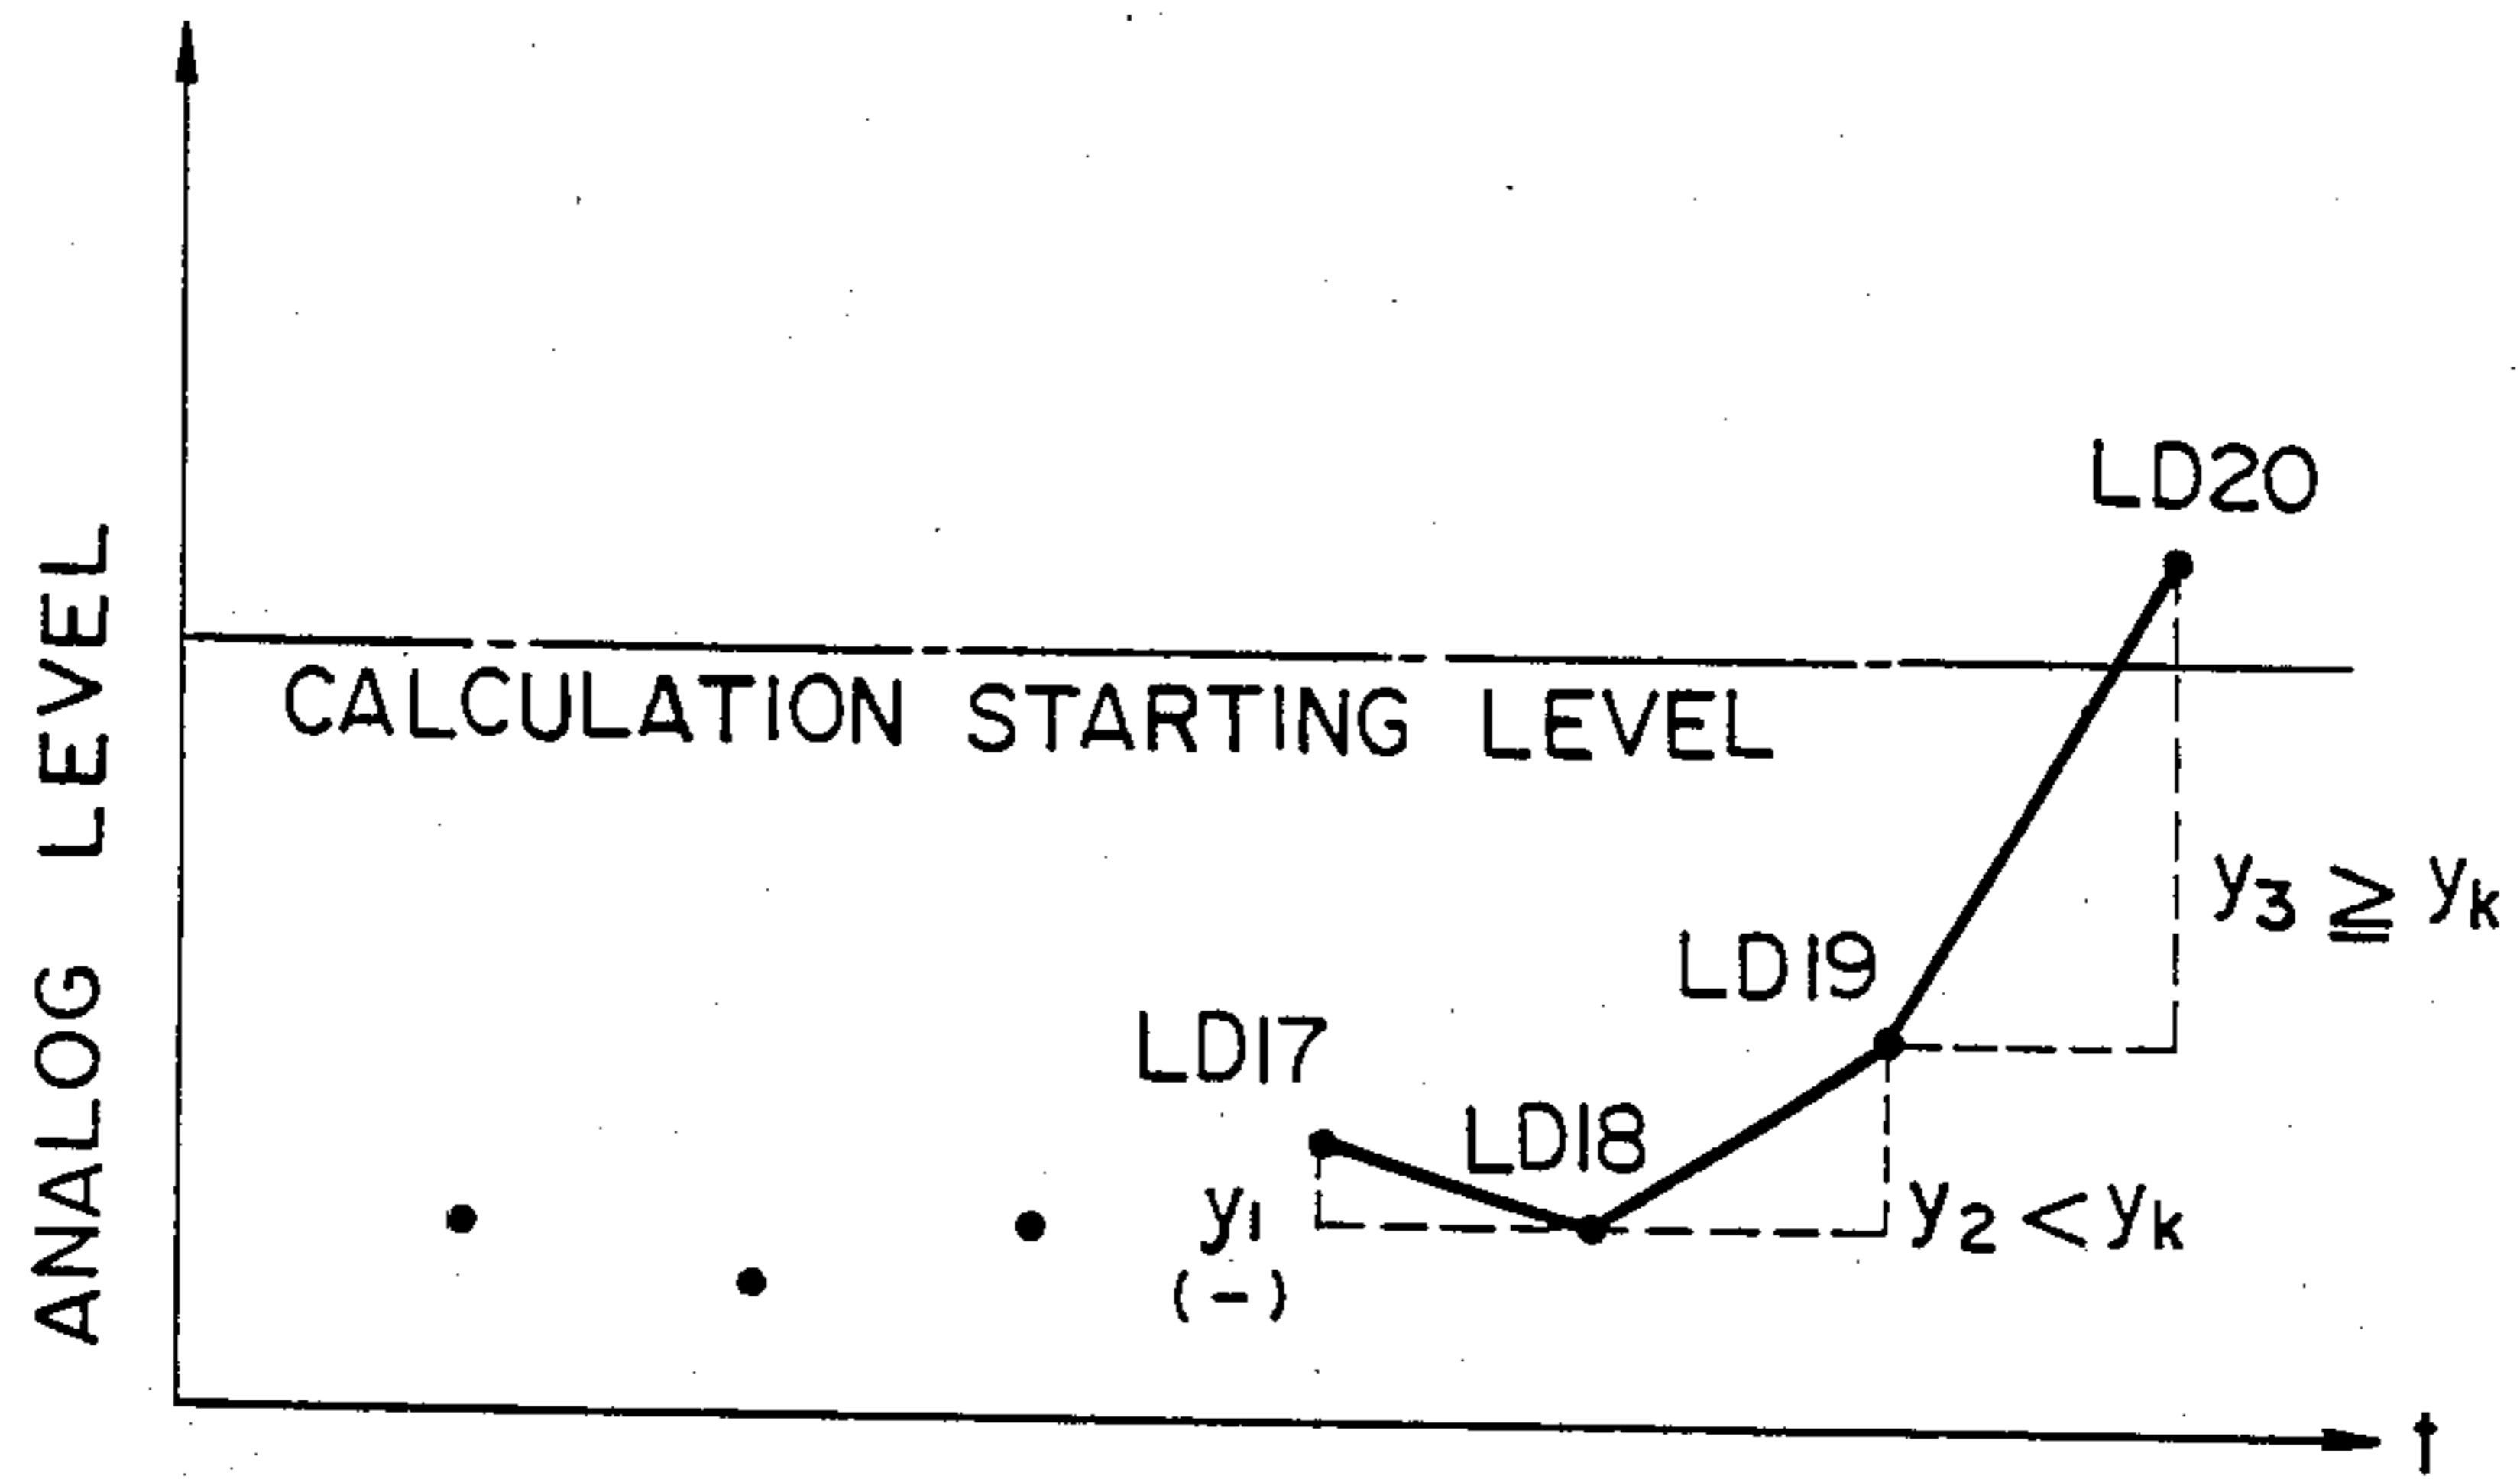 ANALOG LEVEL
LD20
CALCULATION STARTING LEVEL
y3 ≧ yk
LD19
LD17
LD18
y1
(-)
y2 < yk
t